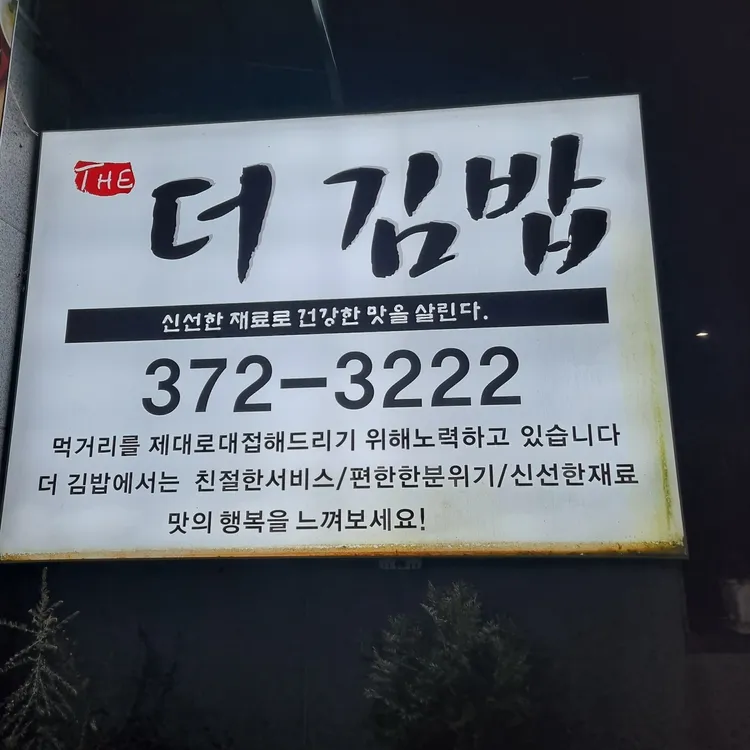 THE 더 김밥
신선한 재료로 건강한 맛을 살린다.
372-3222
먹거리를 제대로대접해드리기 위해노력하고 있습니다
더 김밥에서는 친절한서비스/편한한분위기/신선한재료
맛의 행복을 느껴보세요!